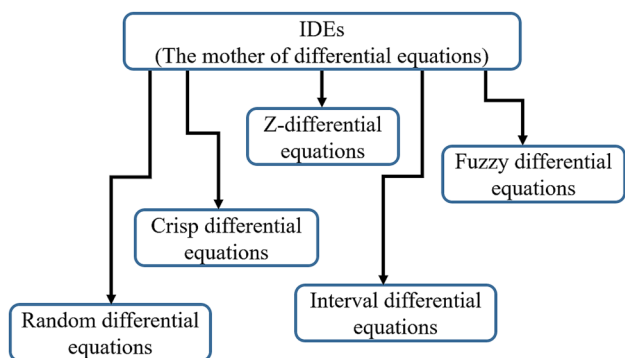 IDEs
(The mother of differential equations)
Z-differential
equations
Fuzzy differential
equations
Crisp differential
equations
Interval differential
equations
Random differential
equations